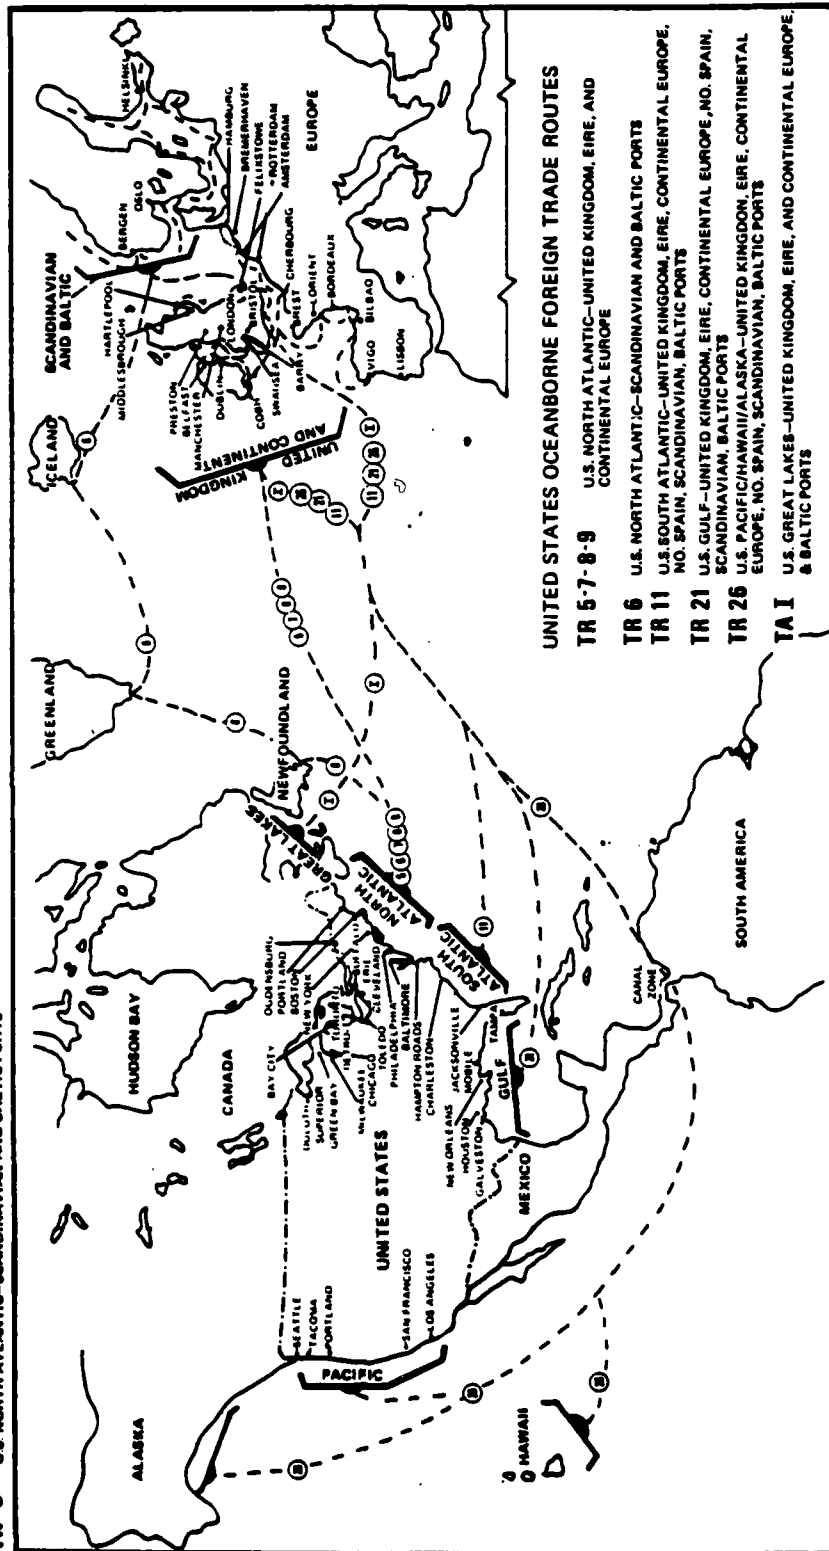 GREENLAND
ICELAND
SCANDINAVIAN
AND BALTIC
BERGEN
OSLO
HELSINKI
HARTLEPOOL
MIDDLESBROUGH
PRESTON
BELFAST
MANCHESTER
DUBLIN
CORK
SWANSEA
BARRY
LONDON
BRISTOL
HAMBURG
BREMERHAVEN
FELIXSTOWE
ROTTERDAM
AMSTERDAM
CHERBOURG
BREST
LORIENT
BORDEAUX
BILBAO
VIGO
LISBON
EUROPE
UNITED
KINGDOM
AND CONTINENT
HUDSON BAY
CANADA
NEWFOUNDLAND
GREAT LAKES
NORTH
ATLANTIC
SOUTH
ATLANTIC
OGDENSBURG
PORTLAND
BOSTON
NEW YORK
BUFFALO
ERIE
CLEVELAND
BAY CITY
TOLEDO
PHILADELPHIA
BALTIMORE
HAMPTON ROADS
CHARLESTON
DULUTH
SUPERIOR
GREEN BAY
MILWAUKEE
CHICAGO
JACKSONVILLE
TAMPA
MOBILE
NEW ORLEANS
HOUSTON
GALVESTON
GULF
MEXICO
UNITED STATES
SEATTLE
TACOMA
PORTLAND
SAN FRANCISCO
LOS ANGELES
PACIFIC
ALASKA
HAWAII
CANAL
ZONE
SOUTH AMERICA
UNITED STATES OCEANBORNE FOREIGN TRADE ROUTES
TR 5-7-8-9 U.S. NORTH ATLANTIC–UNITED KINGDOM, EIRE, AND
CONTINENTAL EUROPE
TR 6 U.S. NORTH ATLANTIC–SCANDINAVIAN AND BALTIC PORTS
TR 11 U.S. SOUTH ATLANTIC–UNITED KINGDOM, EIRE, CONTINENTAL EUROPE,
NO. SPAIN, SCANDINAVIAN, BALTIC PORTS
TR 21 U.S. GULF–UNITED KINGDOM, EIRE, CONTINENTAL EUROPE, NO. SPAIN,
SCANDINAVIAN, BALTIC PORTS
TR 26 U.S. PACIFIC/HAWAII/ALASKA–UNITED KINGDOM, EIRE, CONTINENTAL
EUROPE, NO. SPAIN, SCANDINAVIAN, BALTIC PORTS
TA I U.S. GREAT LAKES–UNITED KINGDOM, EIRE, AND CONTINENTAL EUROPE,
& BALTIC PORTS